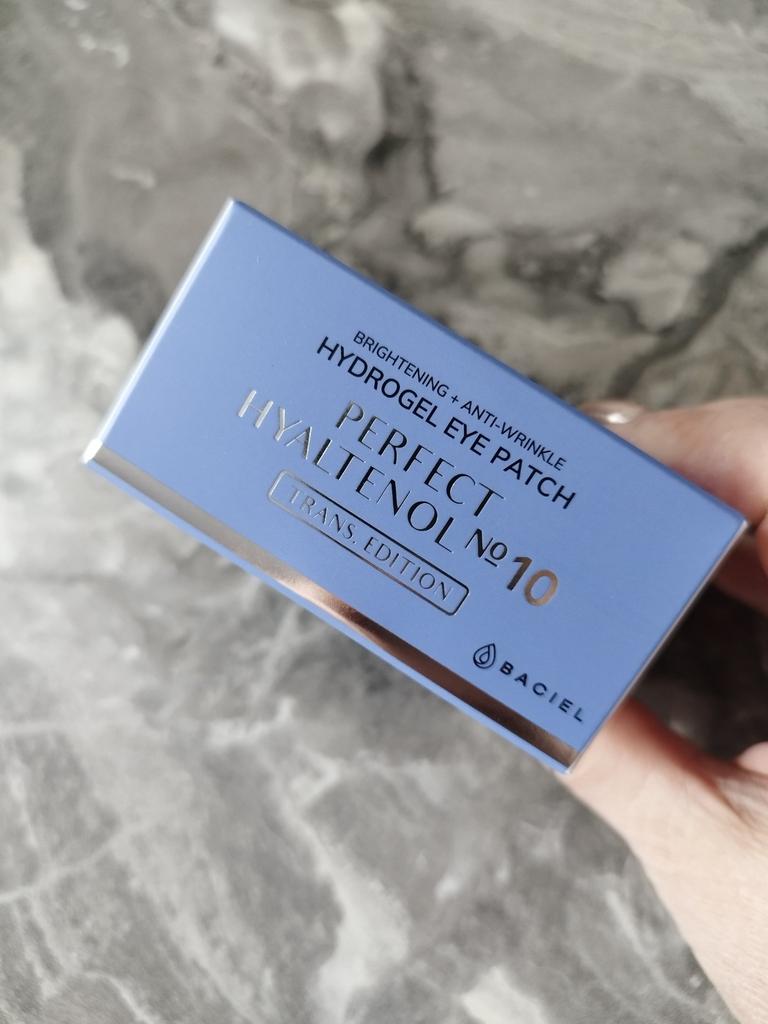 BRIGHTENING + ANTI-WRINKLE
HYDROGEL EYE PATCH
PERFECT
HYALTENOL No 10
TRANS. EDITION
BACIEL